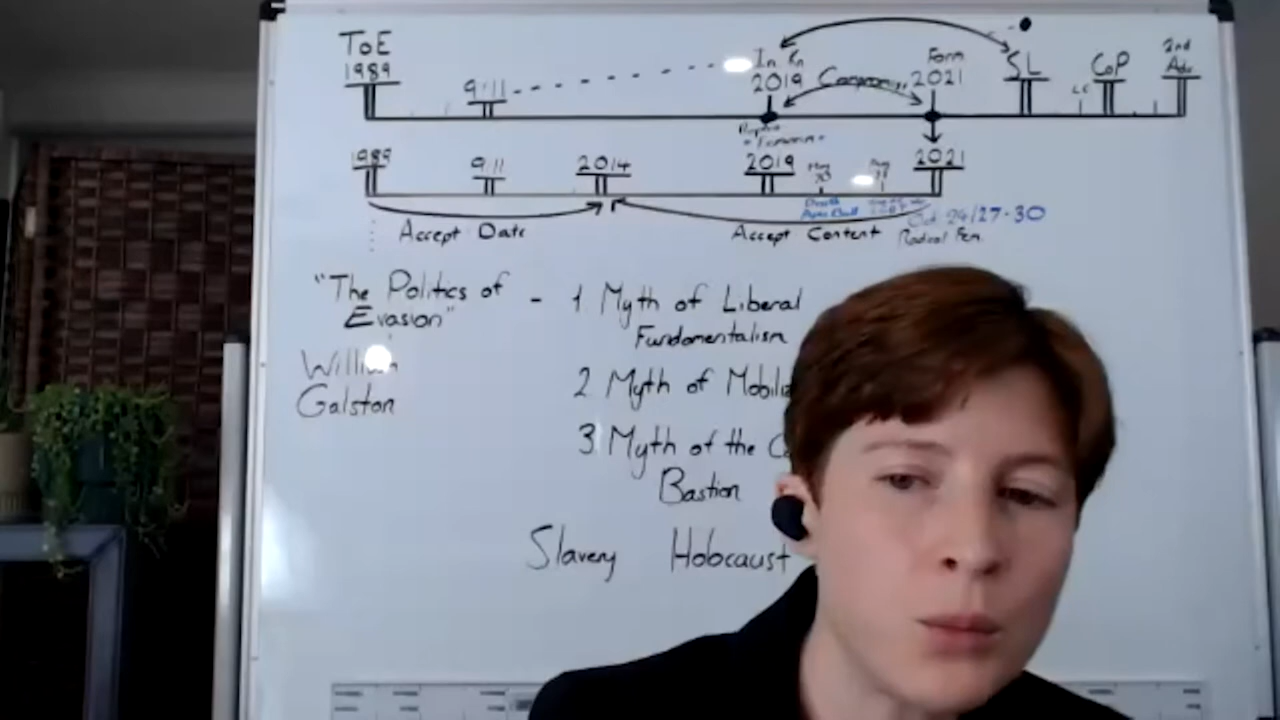 ToE
1989
9·11
In Kn
2019
Form
2021
SL
CoP
2nd
Adv
1989
9 11
2014
2019
2021
Accept Date
Accept Content
Oct 24/27-30
Radical Fem.
"The Politics of
Evasion"
- 1 Myth of Liberal
Fundamentalism
William
Galston
2 Myth of
3 Myth of the
Bastion
Slavery Holocaust